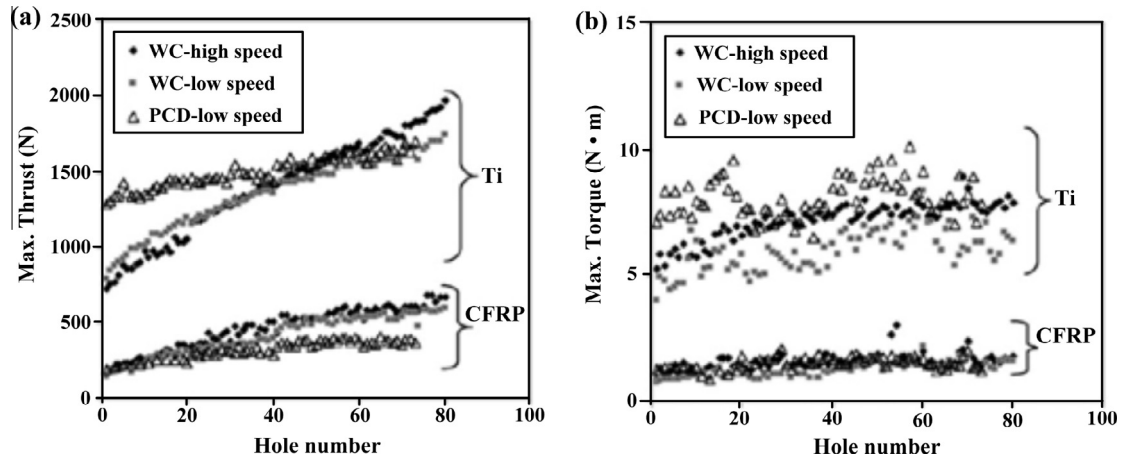 (a)
2500
2000
1500
1000
500
0
Max. Thrust (N)
WC-high speed
WC-low speed
PCD-low speed
Ti
CFRP
0 20 40 60 80 100
Hole number
(b)
15
10
5
0
Max. Torque (N • m)
WC-high speed
WC-low speed
PCD-low speed
Ti
CFRP
0 20 40 60 80 100
Hole number